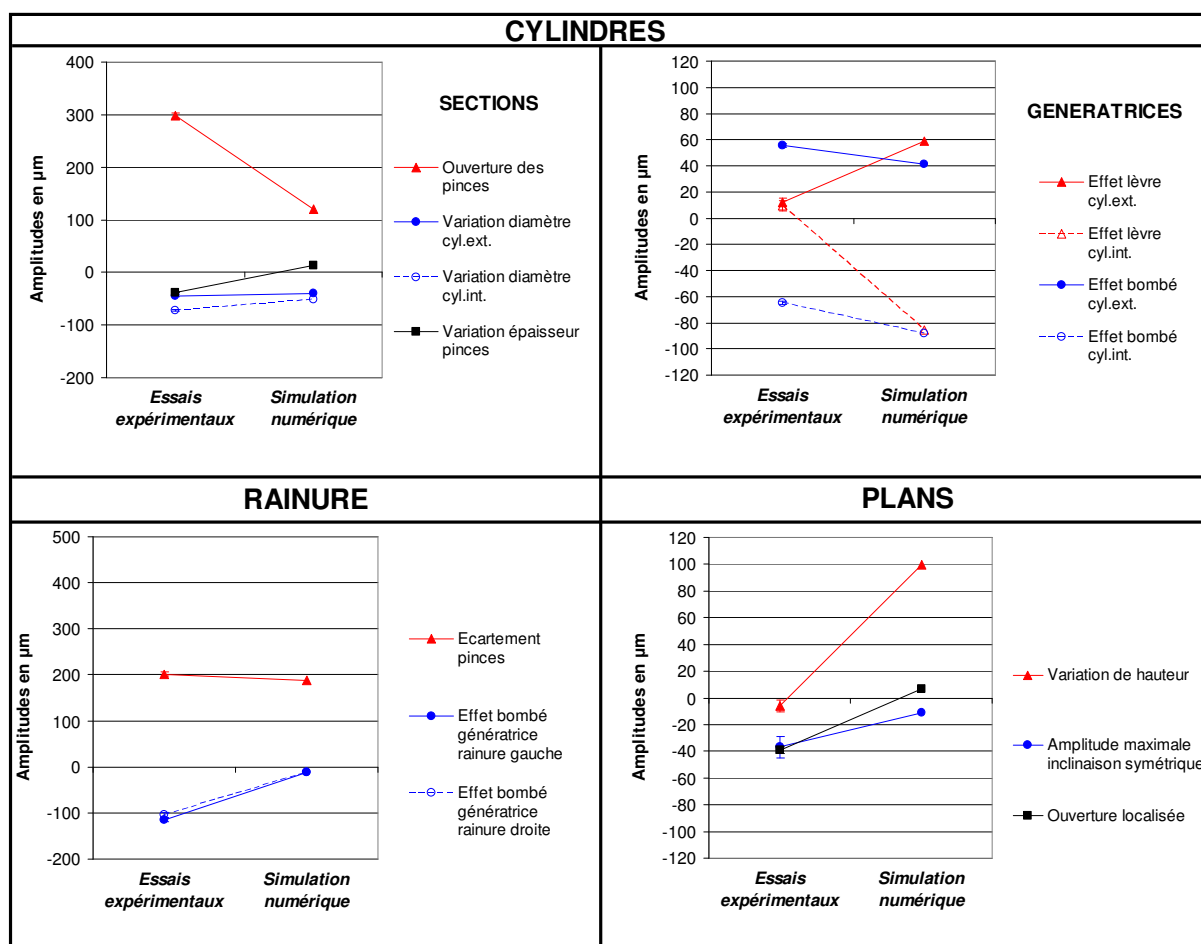 CYLINDRES
Amplitudes en µm
400
300
200
100
0
-100
-200
Essais
expérimentaux
Simulation
numérique
SECTIONS
Ouverture des
pinces
Variation diamètre
cyl.ext.
Variation diamètre
cyl.int.
Variation épaisseur
pinces
Amplitudes en µm
120
100
80
60
40
20
0
-20
-40
-60
-80
-100
-120
Essais
expérimentaux
Simulation
numérique
GENERATRICES
Effet lèvre
cyl.ext.
Effet lèvre
cyl.int.
Effet bombé
cyl.ext.
Effet bombé
cyl.int.
RAINURE
Amplitudes en µm
500
400
300
200
100
0
-100
-200
Essais
expérimentaux
Simulation
numérique
Ecartement
pinces
Effet bombé
génératrice
rainure gauche
Effet bombé
génératrice
rainure droite
PLANS
Amplitudes en µm
120
100
80
60
40
20
0
-20
-40
-60
-80
-100
-120
Essais
expérimentaux
Simulation
numérique
Variation de hauteur
Amplitude maximale
inclinaison symétrique
Ouverture localisée